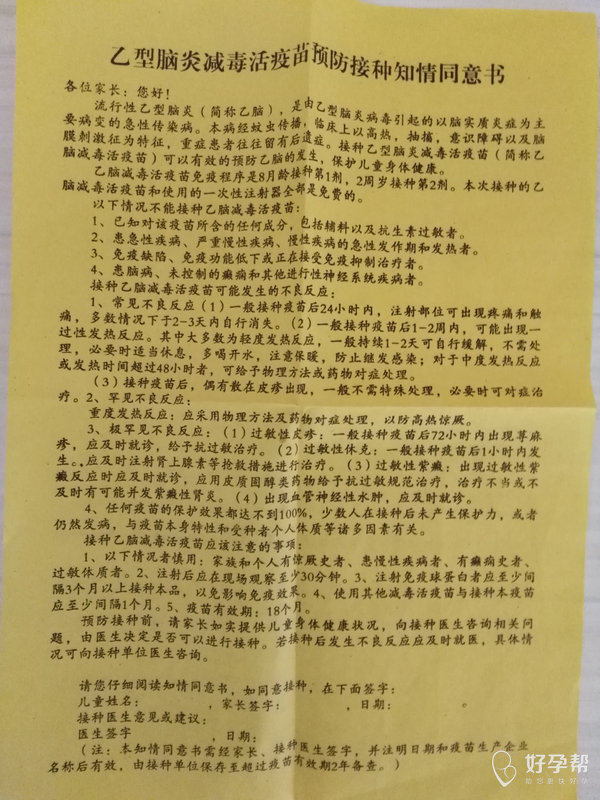 乙型脑炎减毒活疫苗预防接种知情同意书
各位家长：您好！
流行性乙型脑炎（简称乙脑），是由乙型脑炎病毒引起的以脑实质炎症为主
要病变的急性传染病。本病经蚊虫传播，临床上以高热，抽搐，意识障碍以及脑
膜刺激征为特征，重症患者往往留有后遗症。接种乙型脑炎减毒活疫苗（简称乙
脑减毒活疫苗）可以有效的预防乙脑的发生，保护儿童身体健康。
乙脑减毒活疫苗免疫程序是8月龄接种第1剂，2周岁接种第2剂。本次接种的乙
脑减毒活疫苗和使用的一次性注射器全部是免费的。
以下情况不能接种乙脑减毒活疫苗：
1、已知对该疫苗所含的任何成分，包括辅料以及抗生素过敏者。
2、患急性疾病、严重慢性疾病、慢性疾病的急性发作期和发热者。
3、免疫缺陷、免疫功能低下或正在接受免疫抑制治疗者。
4、患脑病、未控制的癫痫和其他进行性神经系统疾病者。
接种乙脑减毒活疫苗可能发生的不良反应：
1、常见不良反应（1）一般接种疫苗后24小时内，注射部位可出现疼痛和触
痛，多数情况下于2-3天内自行消失。（2）一般接种疫苗后1-2周内，可能出现一
过性发热反应。其中大多数为轻度发热反应，一般持续1-2天可自行缓解，不需处
理，必要时适当休息，多喝开水，注意保暖，防止继发感染；对于中度发热反应
或发热时间超过48小时者，可给予物理方法或药物对症处理。
（3）接种疫苗后，偶有散在皮疹出现，一般不需特殊处理，必要时可对症治
疗。2、罕见不良反应：
重度发热反应：应采用物理方法及药物对症处理，以防高热惊厥。
3、极罕见不良反应：（1）过敏性皮疹：一般接种疫苗后72小时内出现荨麻
疹，应及时就诊，给予抗过敏治疗。（2）过敏性休克：一般接种疫苗后1小时内发
生。应及时注射肾上腺素等抢救措施进行治疗。（3）过敏性紫癜：出现过敏性紫
癜反应时应及时就诊，应用皮质固醇类药物给予抗过敏规范治疗，治疗不当或不
及时有可能并发紫癜性肾炎。（4）出现血管神经性水肿，应及时就诊。
4、任何疫苗的保护效果都达不到100%，少数人在接种后未产生保护力，或者
仍然发病，与疫苗本身特性和受种者个人体质等诸多因素有关。
接种乙脑减毒活疫苗应该注意的事项：
1、以下情况者慎用：家族和个人有惊厥史者、患慢性疾病者、有癫痫史者、
过敏体质者。2、注射后应在现场观察至少30分钟。3、注射免疫球蛋白者应至少间
隔3个月以上接种本品，以免影响免疫效果。4、使用其他减毒活疫苗与接种本疫苗
应至少间隔1个月。5、疫苗有效期：18个月。
预防接种前，请家长如实提供儿童身体健康状况，向接种医生咨询相关问
题，由医生决定是否可以进行接种。若接种后发生不良反应应及时就医，具体情
况可向接种单位医生咨询。
请您仔细阅读知情同意书，如同意接种，在下面签字：
儿童姓名： ，家长签字： ，日期：
接种医生意见或建议：
医生签字 ，日期：
（注：本知情同意书需经家长、接种医生签字，并注明日期和疫苗生产企业
名称后有效，由接种单位保存至超过疫苗有效期2年备查。）
好孕帮